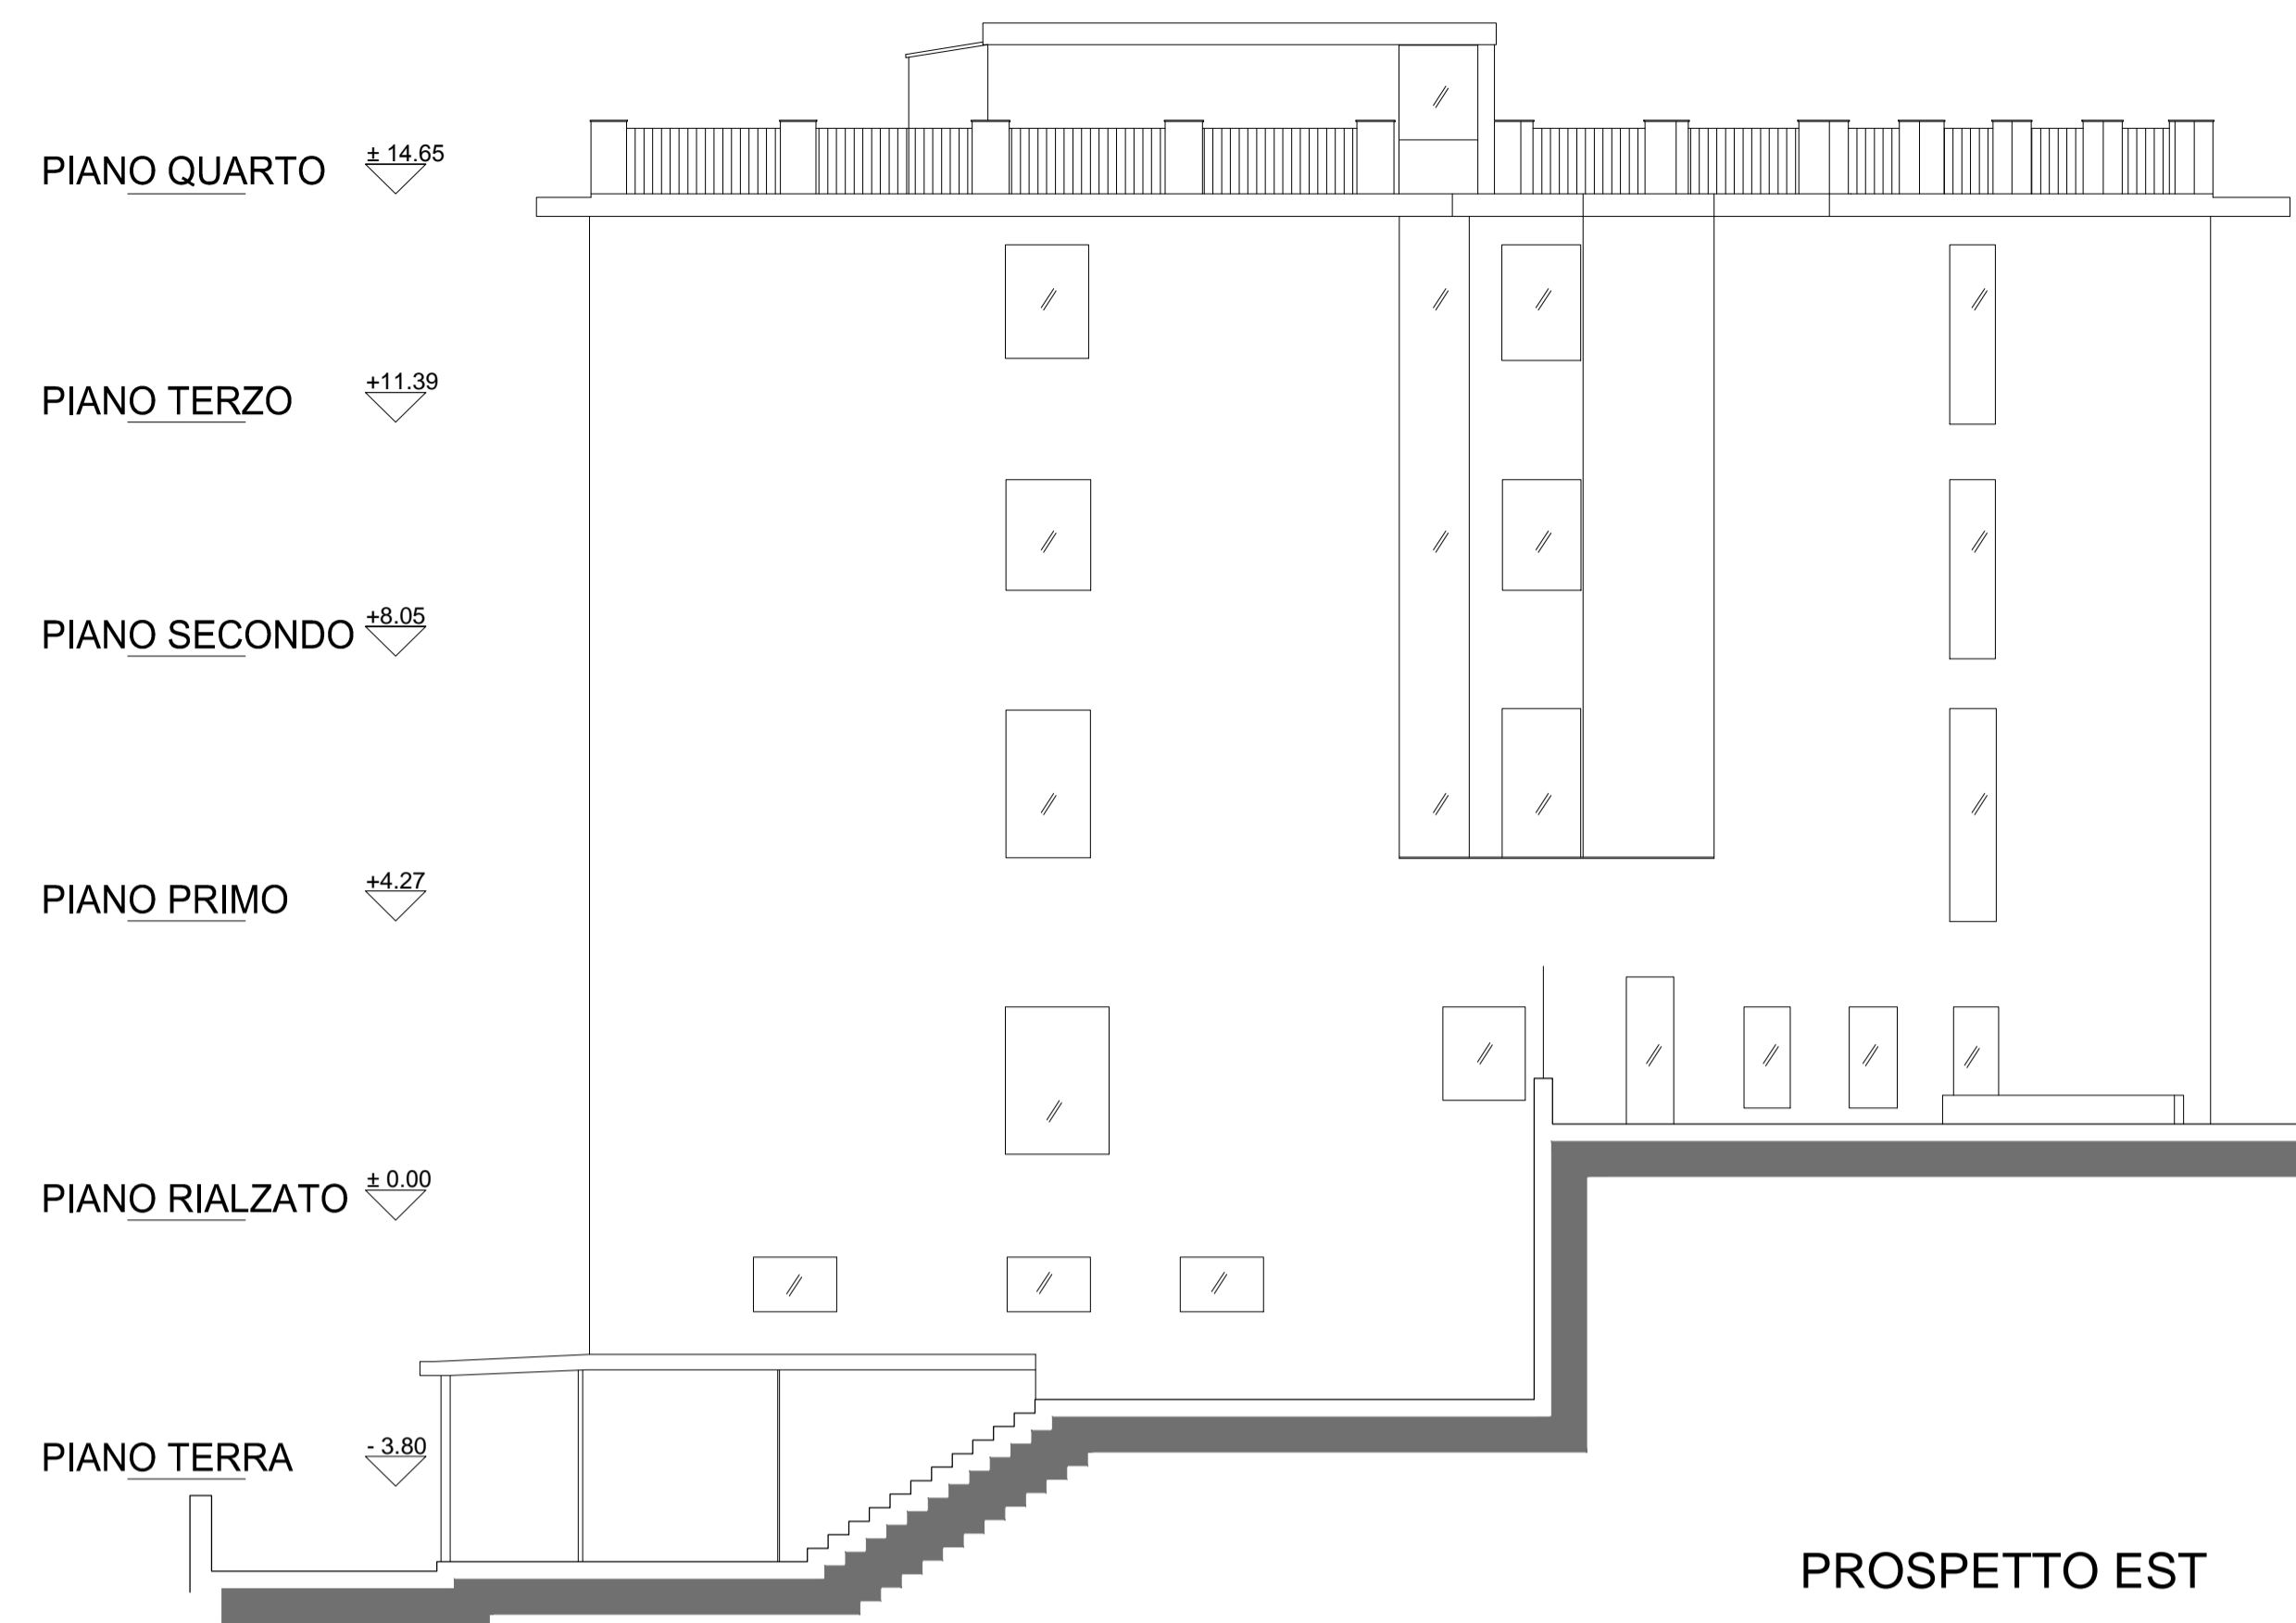 PIANO QUARTO ± 14.65
PIANO TERZO +11.39
PIANO SECONDO +8.05
PIANO PRIMO +4.27
PIANO RIALZATO ± 0.00
PIANO TERRA - 3.80
PROSPETTO EST